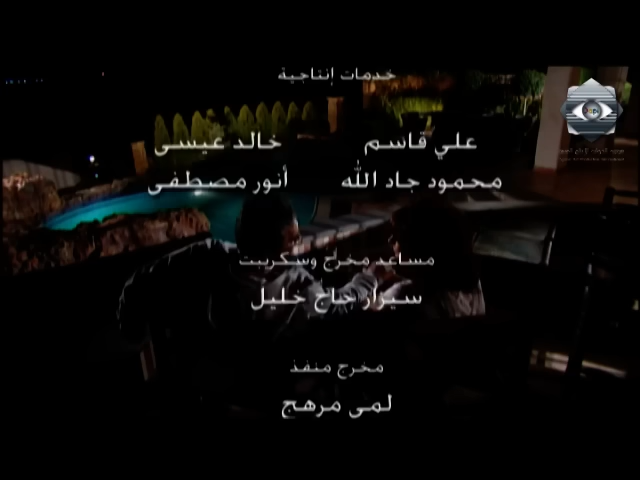 خدمات إنتاجية
علي قاسم خالد عيسى
محمود جاد الله أنور مصطفى
مساعد مخرج وسكريبت
سيزار حاج خليل
مخرج منفذ
لمى مرهج